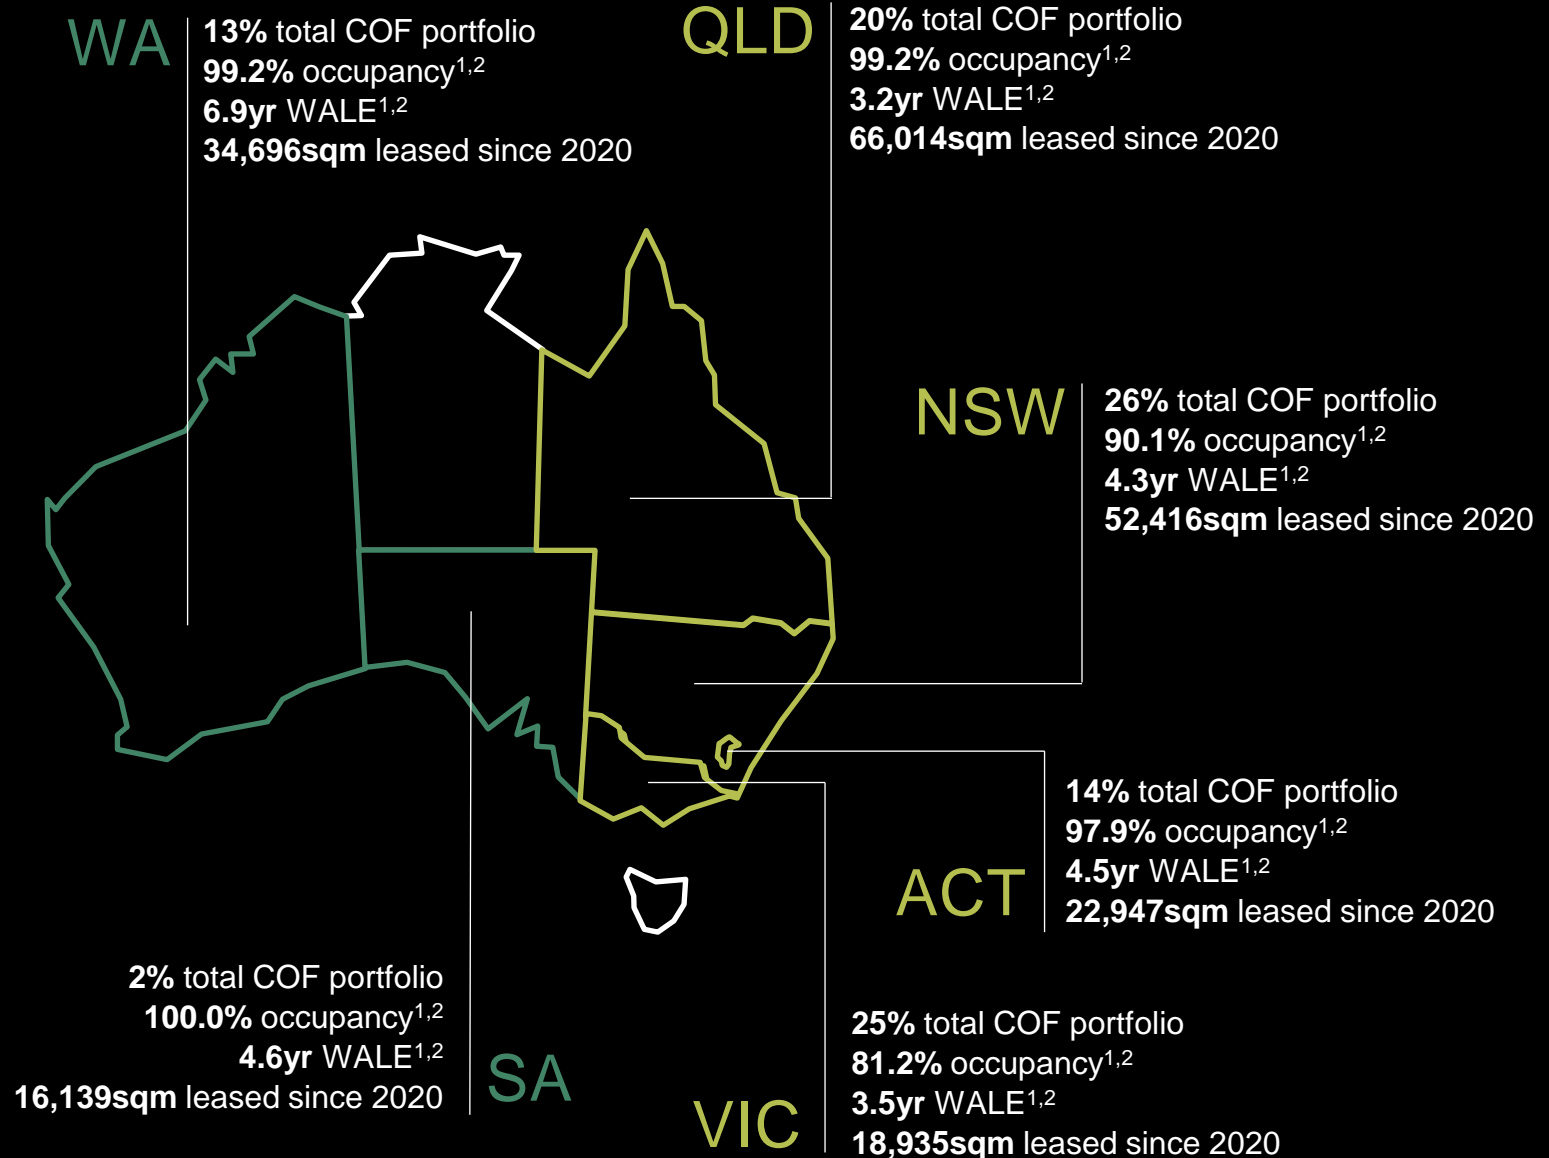 WA
13% total COF portfolio
99.2% occupancy1,2
6.9yr WALE1,2
34,696sqm leased since 2020
QLD
20% total COF portfolio
99.2% occupancy1,2
3.2yr WALE1,2
66,014sqm leased since 2020
NSW
26% total COF portfolio
90.1% occupancy1,2
4.3yr WALE1,2
52,416sqm leased since 2020
ACT
14% total COF portfolio
97.9% occupancy1,2
4.5yr WALE1,2
22,947sqm leased since 2020
2% total COF portfolio
100.0% occupancy1,2
4.6yr WALE1,2
16,139sqm leased since 2020
SA
VIC
25% total COF portfolio
81.2% occupancy1,2
3.5yr WALE1,2
18,935sqm leased since 2020